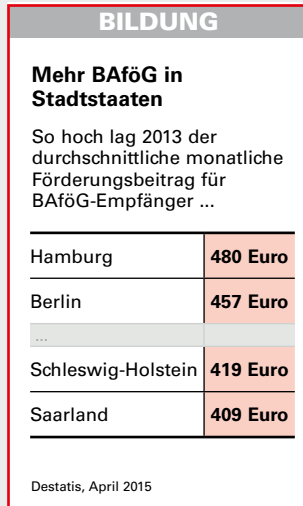 BILDUNG
Mehr BAföG in
Stadtstaaten
So hoch lag 2013 der
durchschnittliche monatliche
Förderungsbeitrag für
BAföG-Empfänger ...
Hamburg 480 Euro
Berlin 457 Euro
...
Schleswig-Holstein 419 Euro
Saarland 409 Euro
Destatis, April 2015